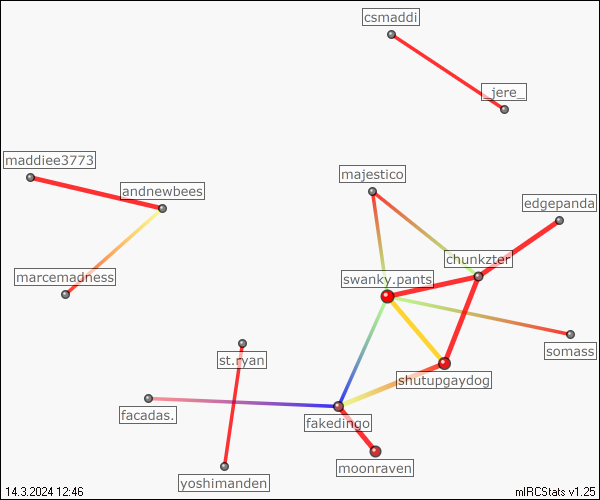 csmaddi
_jere_
maddiee3773
majestico
andnewbees
edgepanda
chunkzter
marcemadness
swanky.pants
somass
st.ryan
shutupgaydog
facadas.
fakedingo
moonraven
yoshimanden
14.3.2024 12:46
mIRCStats v1.25